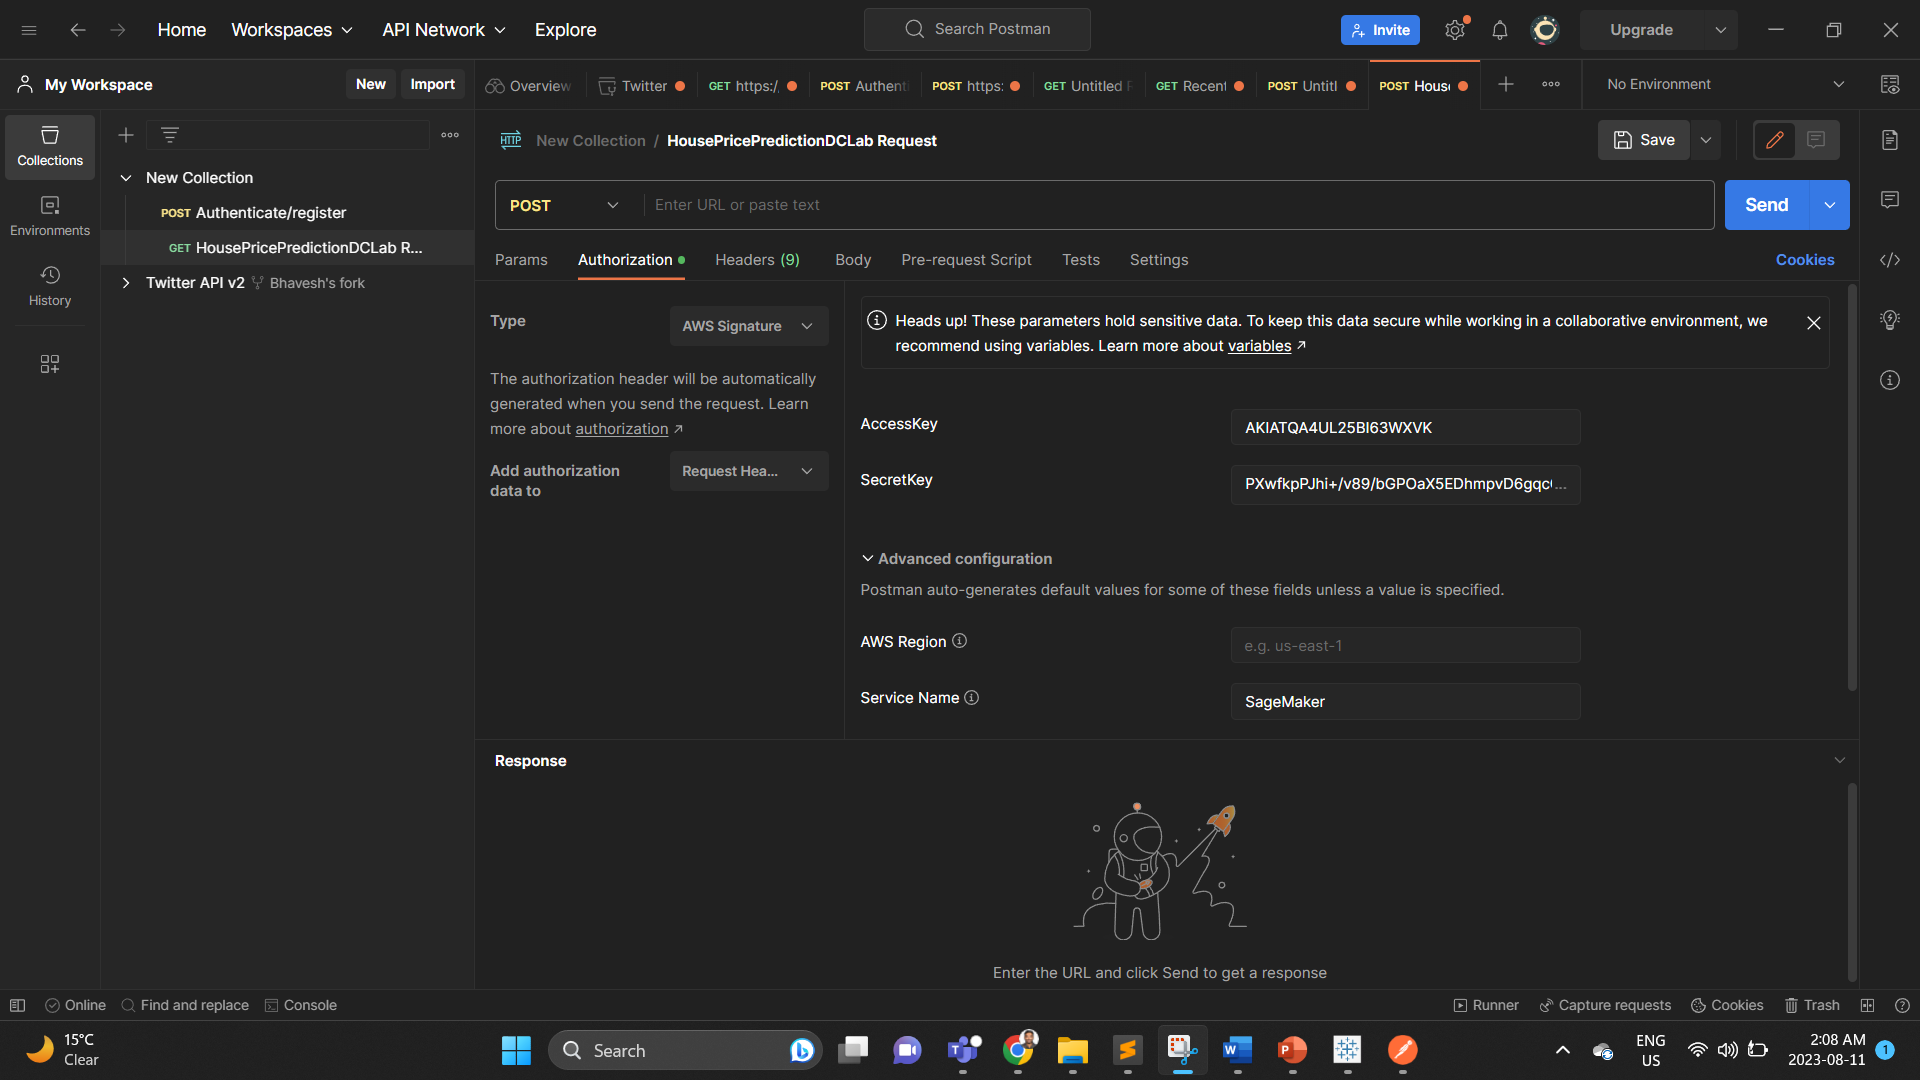 Home Workspaces API Network Explore Search Postman Invite Upgrade
My Workspace New Import Overview Twitter GET https:/ POST Authenti POST https: GET Untitled GET Recent POST Untitl POST House No Environment
HTTP New Collection / HousePricePredictionDCLab Request Save
Collections
Environments
History
New Collection
POST Authenticate/register
GET HousePricePredictionDCLab R...
Twitter API v2 Bhavesh's fork
POST Enter URL or paste text Send
Params Authorization Headers (9) Body Pre-request Script Tests Settings Cookies
Type AWS Signature
The authorization header will be automatically
generated when you send the request. Learn
more about authorization ↗
Add authorization
data to
Request Hea...
Heads up! These parameters hold sensitive data. To keep this data secure while working in a collaborative environment, we
recommend using variables. Learn more about variables ↗
AccessKey AKIATQA4UL25BI63WXVK
SecretKey PXwfkpPJhi+/v89/bGPOaX5EDhmpvD6gqc...
Advanced configuration
Postman auto-generates default values for some of these fields unless a value is specified.
AWS Region e.g. us-east-1
Service Name SageMaker
Response
Enter the URL and click Send to get a response
Online Find and replace Console Runner Capture requests Cookies Trash
15°C
Clear
Search
ENG
US
2:08 AM
2023-08-11
1